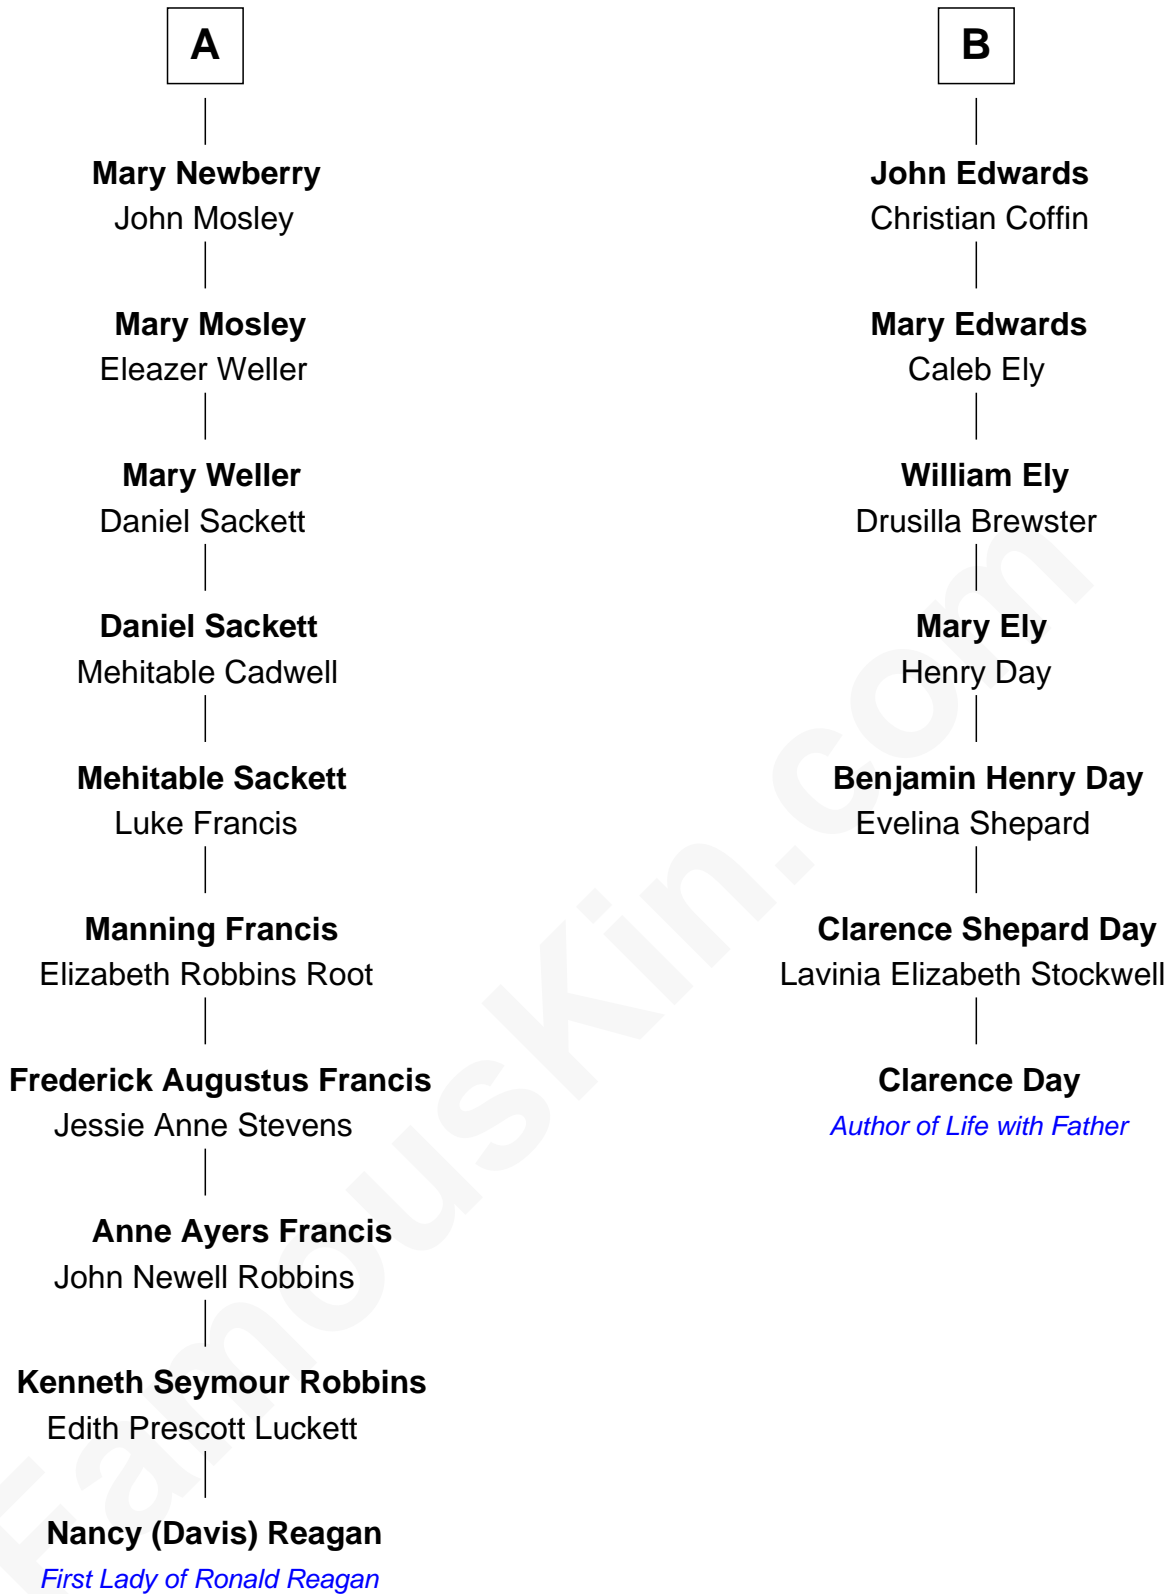 A
Mary Newberry
John Mosley
Mary Mosley
Eleazer Weller
Mary Weller
Daniel Sackett
Daniel Sackett
Mehitable Cadwell
Mehitable Sackett
Luke Francis
Manning Francis
Elizabeth Robbins Root
Frederick Augustus Francis
Jessie Anne Stevens
Anne Ayers Francis
John Newell Robbins
Kenneth Seymour Robbins
Edith Prescott Luckett
Nancy (Davis) Reagan
First Lady of Ronald Reagan
B
John Edwards
Christian Coffin
Mary Edwards
Caleb Ely
William Ely
Drusilla Brewster
Mary Ely
Henry Day
Benjamin Henry Day
Evelina Shepard
Clarence Shepard Day
Lavinia Elizabeth Stockwell
Clarence Day
Author of Life with Father
FamousKin.com